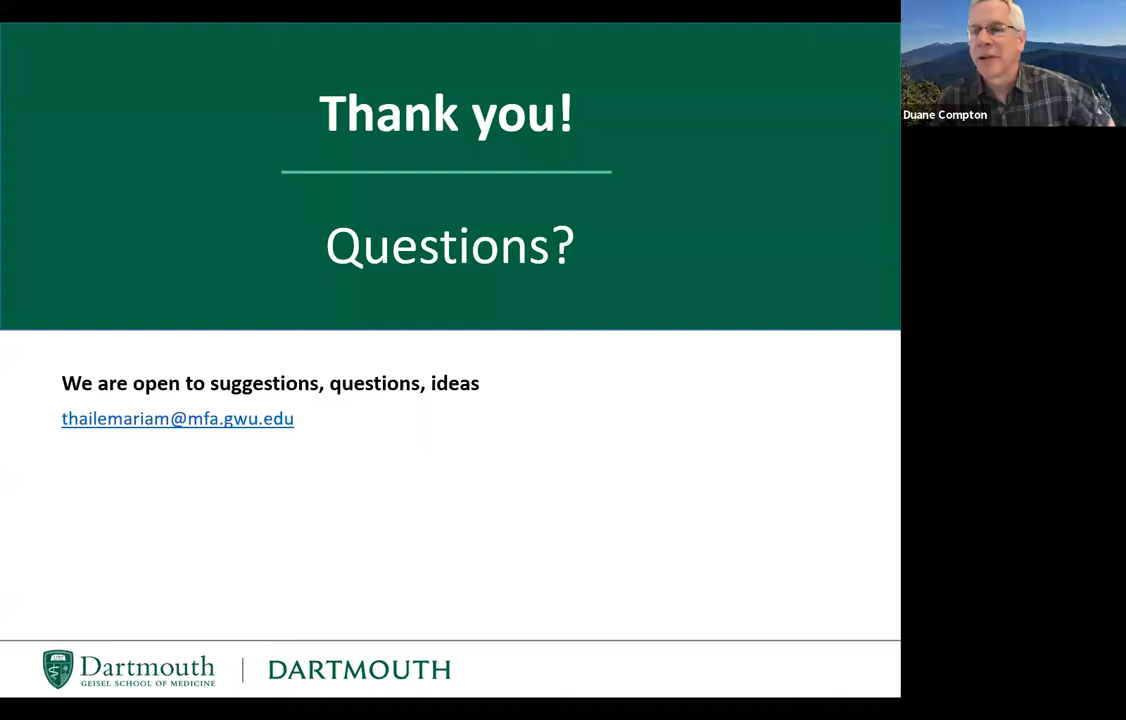 Thank you!
Questions?
We are open to suggestions, questions, ideas
thailemariam@mfa.gwu.edu
Dartmouth
GEISEL SCHOOL OF MEDICINE
DARTMOUTH
Duane Compton